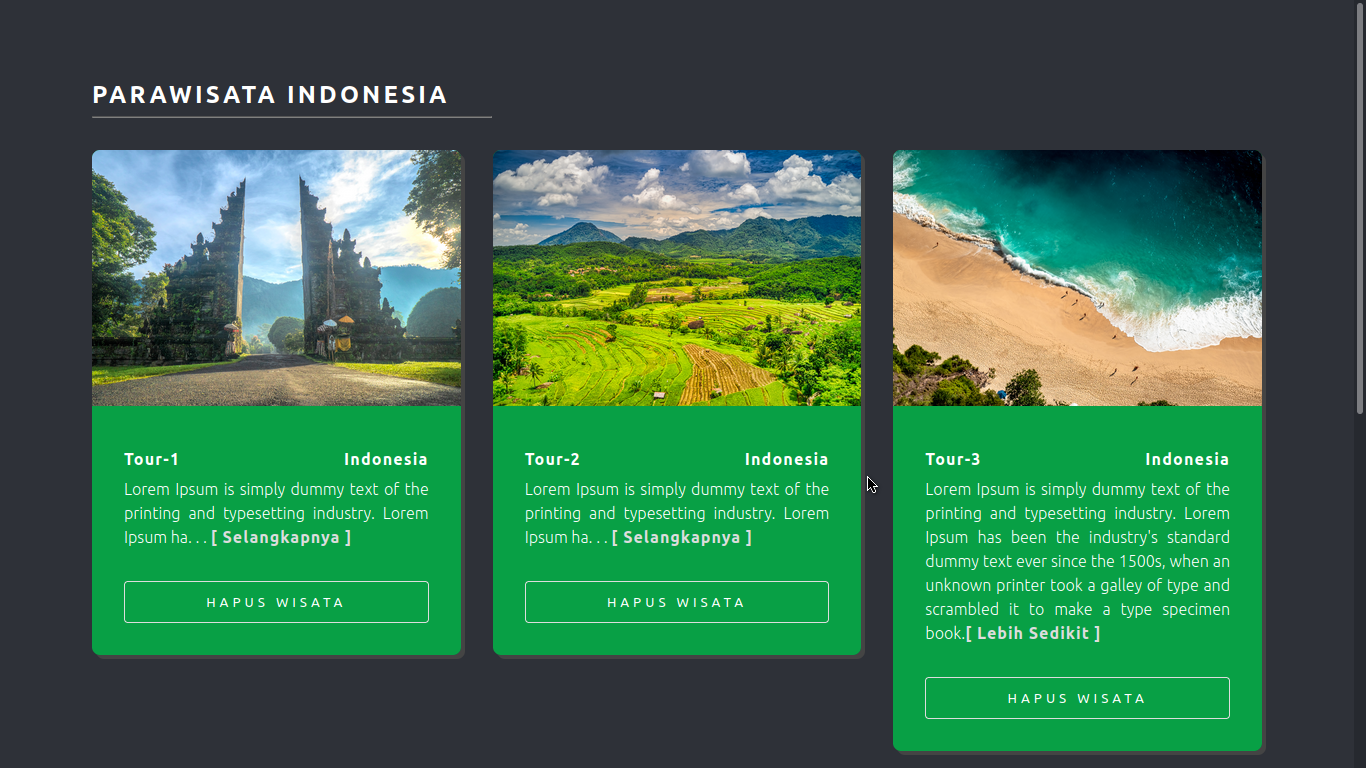 PARAWISATA INDONESIA
Tour-1 Indonesia
Lorem Ipsum is simply dummy text of the
printing and typesetting industry. Lorem
Ipsum ha. . . [ Selangkapnya ]
HAPUS WISATA
Tour-2 Indonesia
Lorem Ipsum is simply dummy text of the
printing and typesetting industry. Lorem
Ipsum ha. . . [ Selangkapnya ]
HAPUS WISATA
Tour-3 Indonesia
Lorem Ipsum is simply dummy text of the
printing and typesetting industry. Lorem
Ipsum has been the industry's standard
dummy text ever since the 1500s, when an
unknown printer took a galley of type and
scrambled it to make a type specimen
book.[ Lebih Sedikit ]
HAPUS WISATA